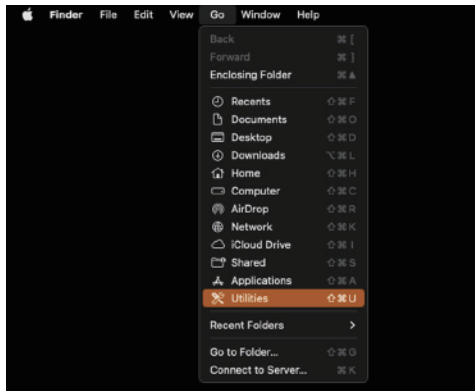 Finder File Edit View Go Window Help
Back ⌘ [
Forward ⌘ ]
Enclosing Folder ⌘ ▲
Recents ⇧ ⌘ F
Documents ⇧ ⌘ O
Desktop ⇧ ⌘ D
Downloads ⌥ ⌘ L
Home ⇧ ⌘ H
Computer ⇧ ⌘ C
AirDrop ⇧ ⌘ R
Network ⇧ ⌘ K
iCloud Drive ⇧ ⌘ I
Shared ⇧ ⌘ S
Applications ⇧ ⌘ A
Utilities ⇧ ⌘ U
Recent Folders >
Go to Folder... ⇧ ⌘ G
Connect to Server... ⌘ K